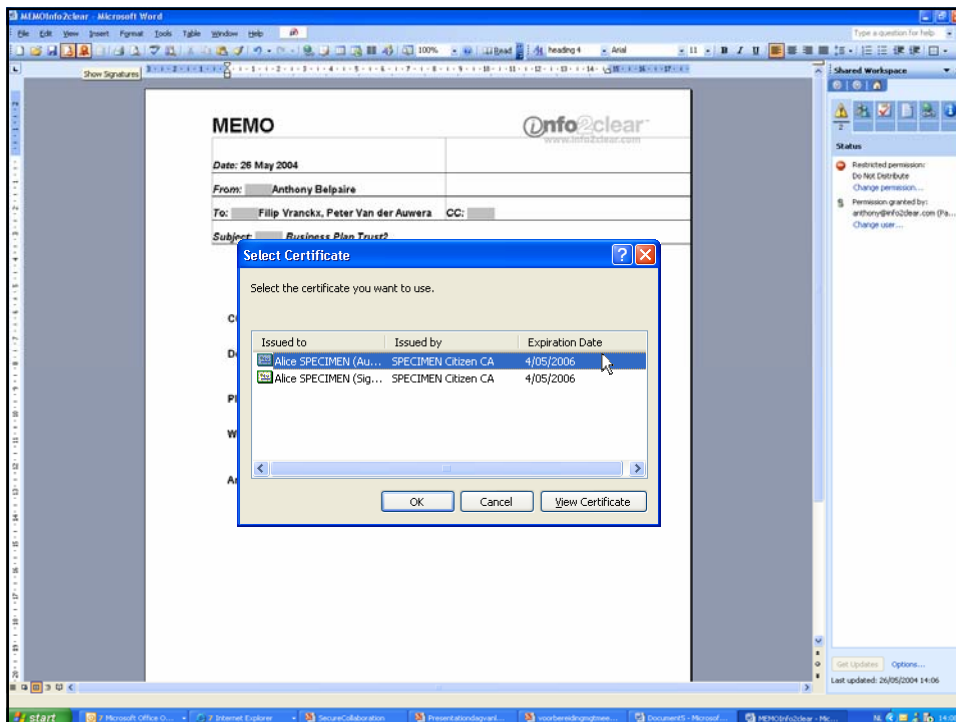 MEMOInfo2clear - Microsoft Word
File Edit View Insert Format Tools Table Window Help
Type a question for help
100% Read heading 4 Arial 11 B I U
Show Signatures
Shared Workspace
2
Status
Restricted permission:
Do Not Distribute
Change permission...
Permission granted by:
anthony@info2clear.com (Pa...
Change user...
MEMO
info2clear
www.info2clear.com
Date: 26 May 2004
From: Anthony Belpaire
To: Filip Vranckx, Peter Van der Auwera CC:
Subject: Business Plan Trust2
Select Certificate
Select the certificate you want to use.
Issued to Issued by Expiration Date
Alice SPECIMEN (Au... SPECIMEN Citizen CA 4/05/2006
Alice SPECIMEN (Sig... SPECIMEN Citizen CA 4/05/2006
OK Cancel View Certificate
Get Updates Options...
Last updated: 26/05/2004 14:06
start 7 Microsoft Office O... 7 Internet Explorer SecureCollaboration Presentationdagvanl... voorbereidingmgtmee... Document5 - Microsof... MEMOInfo2clear - Mic... NL